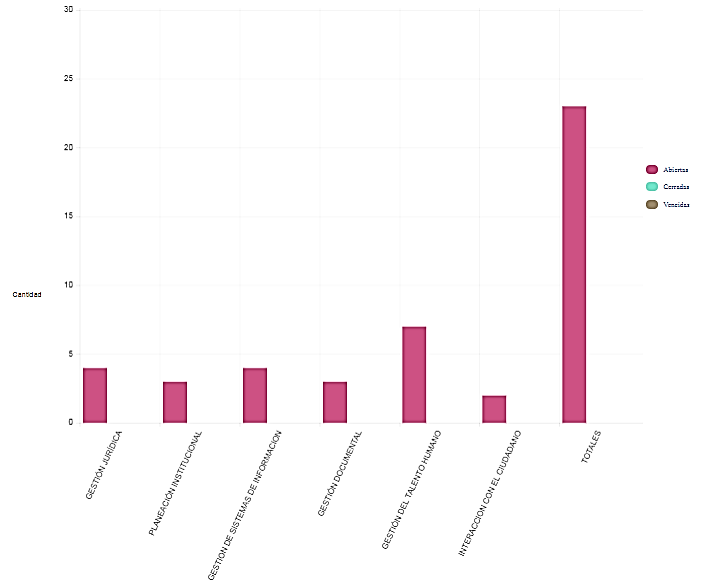 30
25
20
15
10
5
0
Cantidad
GESTIÓN JURÍDICA
PLANEACIÓN INSTITUCIONAL
GESTION DE SISTEMAS DE INFORMACION
GESTIÓN DOCUMENTAL
GESTIÓN DEL TALENTO HUMANO
INTERACCION CON EL CIUDADANO
TOTALES
Abiertas
Cerradas
Vencidas